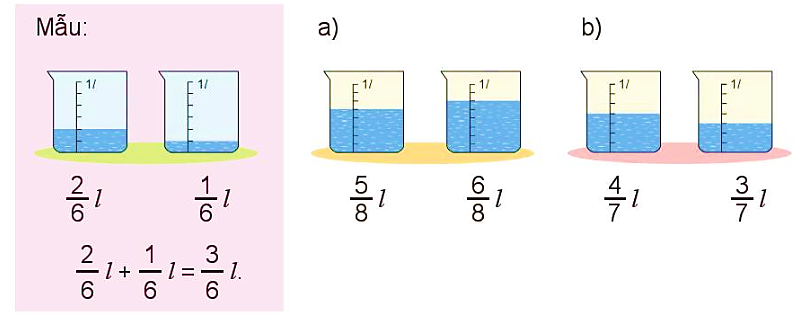 Mẫu: a) b)
1l 1l 1l 1l 1l 1l
2/6 l 1/6 l 5/8 l 6/8 l 4/7 l 3/7 l
2/6 l + 1/6 l = 3/6 l.